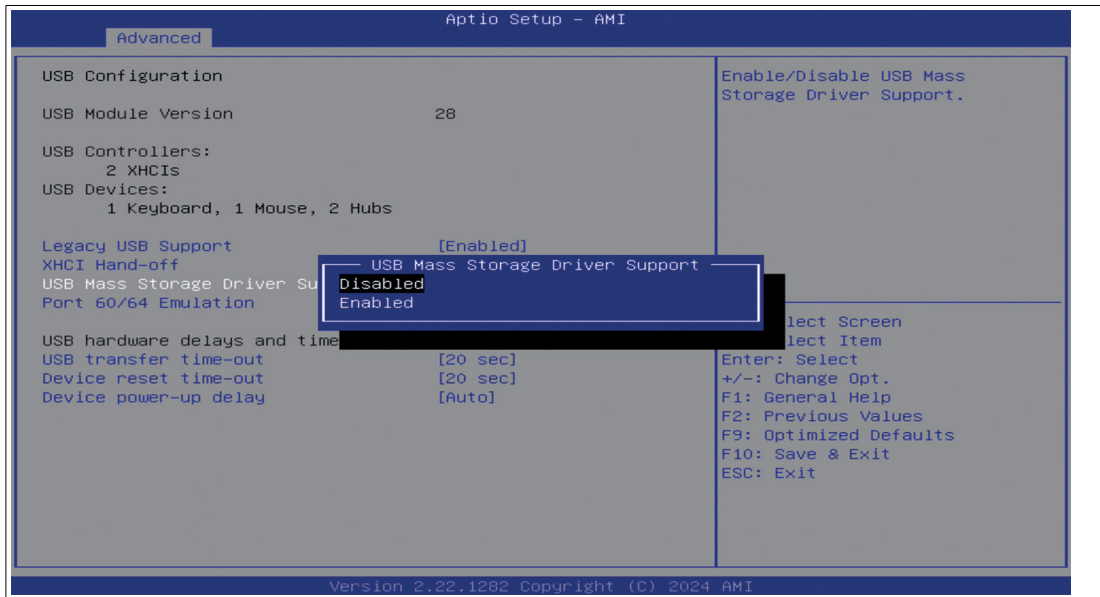 Aptio Setup – AMI
Advanced
USB Configuration
USB Module Version 28
USB Controllers:
2 XHCIs
USB Devices:
1 Keyboard, 1 Mouse, 2 Hubs
Legacy USB Support [Enabled]
XHCI Hand-off
USB Mass Storage Driver Su
Port 60/64 Emulation
USB hardware delays and time
USB transfer time-out [20 sec]
Device reset time-out [20 sec]
Device power-up delay [Auto]
USB Mass Storage Driver Support
Disabled
Enabled
Enable/Disable USB Mass
Storage Driver Support.
lect Screen
lect Item
Enter: Select
+/-: Change Opt.
F1: General Help
F2: Previous Values
F9: Optimized Defaults
F10: Save & Exit
ESC: Exit
Version 2.22.1282 Copyright (C) 2024 AMI